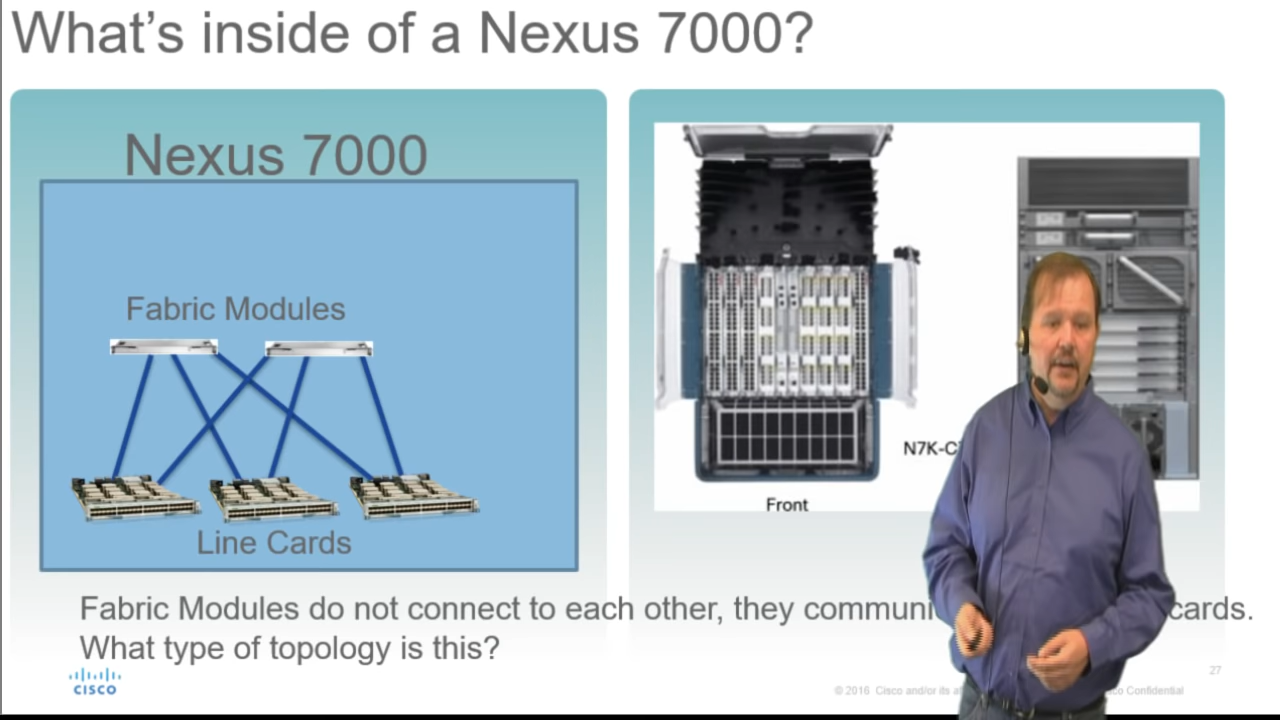 What's inside of a Nexus 7000?
Nexus 7000
Fabric Modules
Line Cards
N7K-C
Front
Fabric Modules do not connect to each other, they communi cards.
What type of topology is this?
CISCO
27
© 2016 Cisco and/or its Confidential